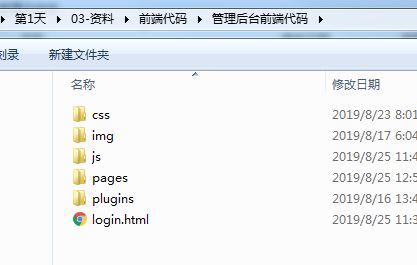 第1天 03-资料 前端代码 管理后台前端代码
刻录 新建文件夹
名称 修改日期
css 2019/8/23 8:01
img 2019/8/17 6:04
js 2019/8/25 11:4
pages 2019/8/25 12:5
plugins 2019/8/16 13:4
login.html 2019/8/25 11:3